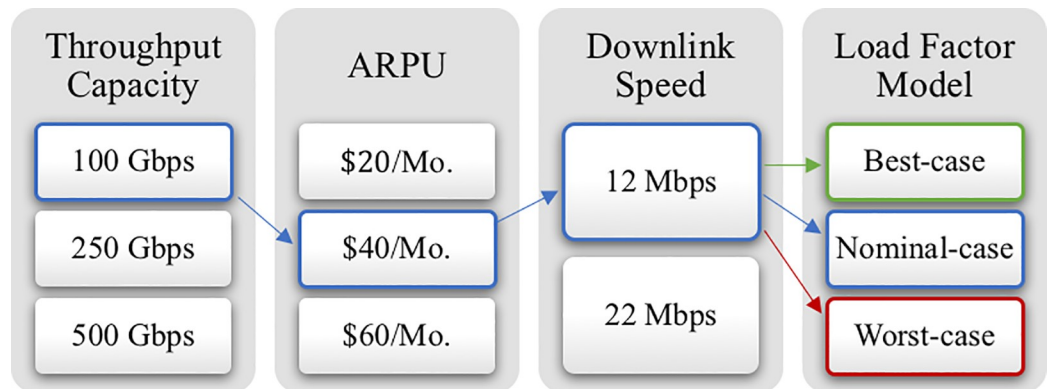 Throughput
Capacity
100 Gbps
250 Gbps
500 Gbps
ARPU
$20/Mo.
$40/Mo.
$60/Mo.
Downlink
Speed
12 Mbps
22 Mbps
Load Factor
Model
Best-case
Nominal-case
Worst-case